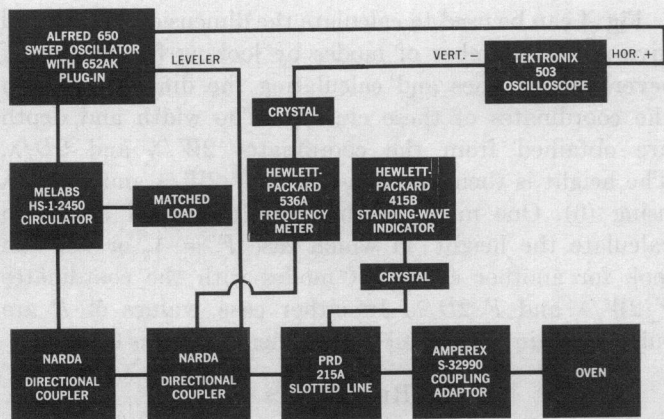 ALFRED 650
SWEEP OSCILLATOR
WITH 652AK
PLUG-IN
LEVELER
VERT. –
HOR. +
TEKTRONIX
503
OSCILLOSCOPE
CRYSTAL
MELABS
HS-1-2450
CIRCULATOR
MATCHED
LOAD
HEWLETT-
PACKARD
536A
FREQUENCY
METER
HEWLETT-
PACKARD
415B
STANDING-WAVE
INDICATOR
CRYSTAL
NARDA
DIRECTIONAL
COUPLER
NARDA
DIRECTIONAL
COUPLER
PRD
215A
SLOTTED LINE
AMPEREX
S-32990
COUPLING
ADAPTOR
OVEN